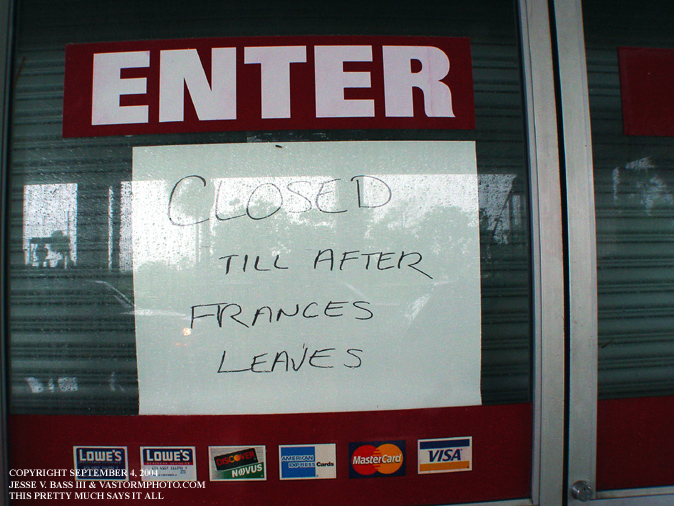 ENTER
CLOSED
TILL AFTER
FRANCES
LEAVES
LOWE'S LOWE'S DISCOVER NOVUS AMERICAN EXPRESS Cards MasterCard VISA
COPYRIGHT SEPTEMBER 4, 2004
JESSE V. BASS III & VASTORMPHOTO.COM
THIS PRETTY MUCH SAYS IT ALL